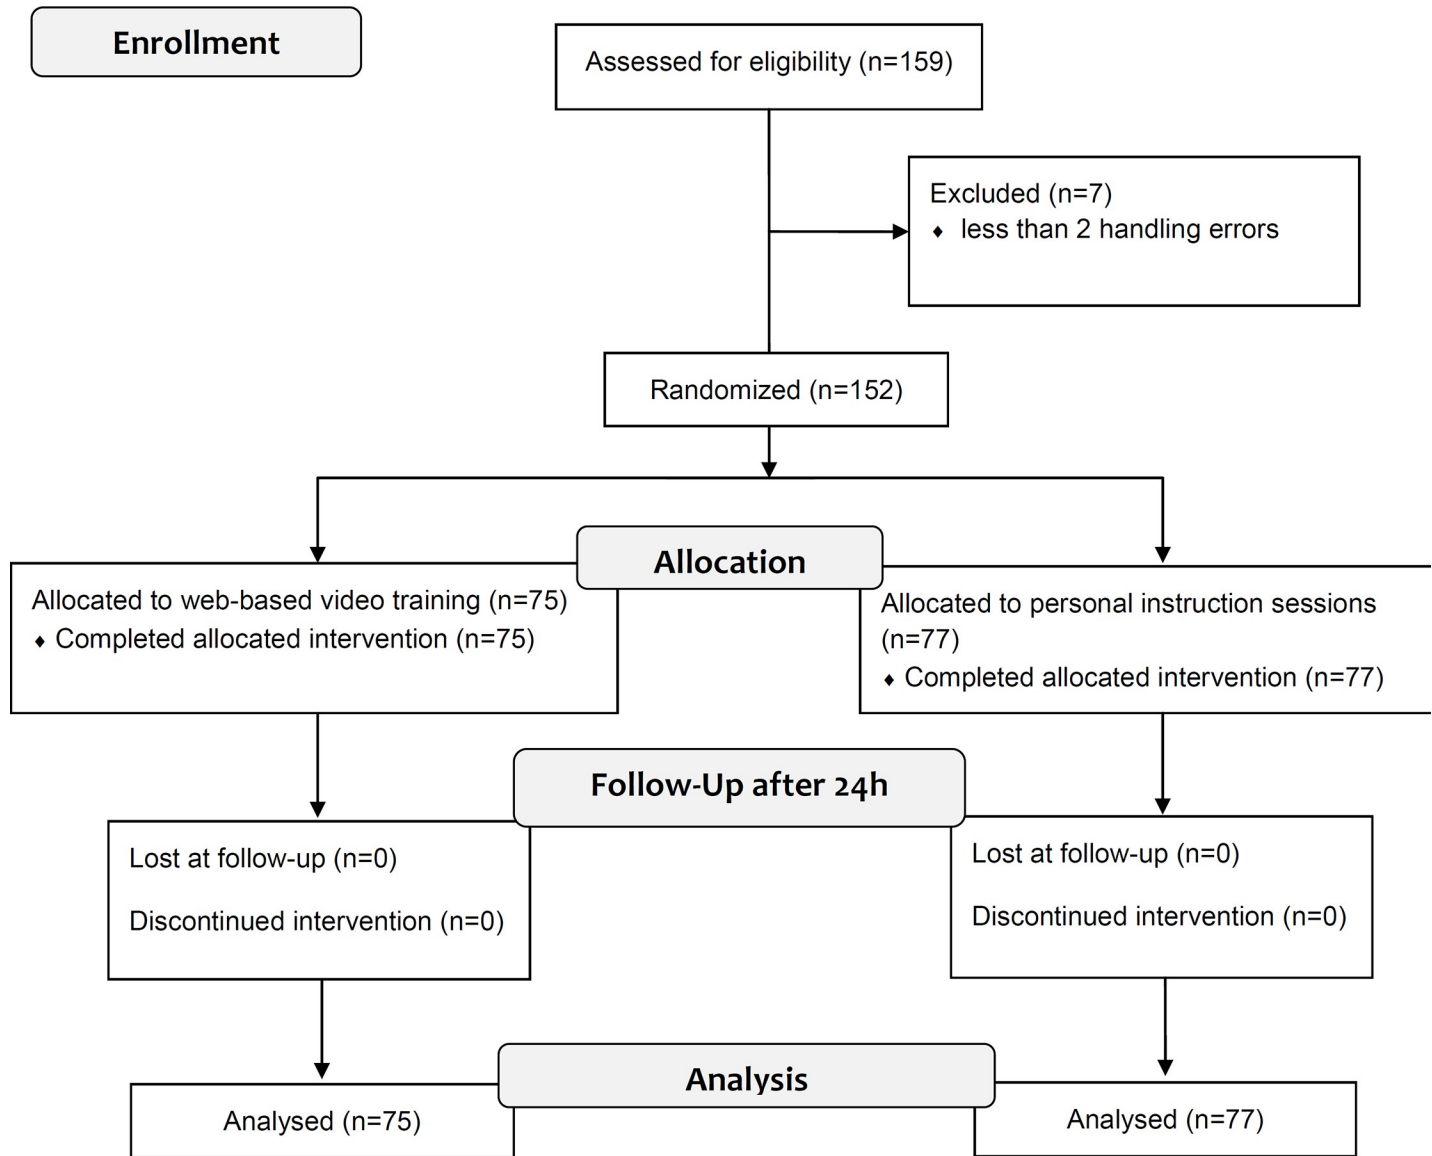 Enrollment
Assessed for eligibility (n=159)
Excluded (n=7)
♦ less than 2 handling errors
Randomized (n=152)
Allocation
Allocated to web-based video training (n=75)
♦ Completed allocated intervention (n=75)
Allocated to personal instruction sessions
(n=77)
♦ Completed allocated intervention (n=77)
Follow-Up after 24h
Lost at follow-up (n=0)
Discontinued intervention (n=0)
Lost at follow-up (n=0)
Discontinued intervention (n=0)
Analysis
Analysed (n=75)
Analysed (n=77)